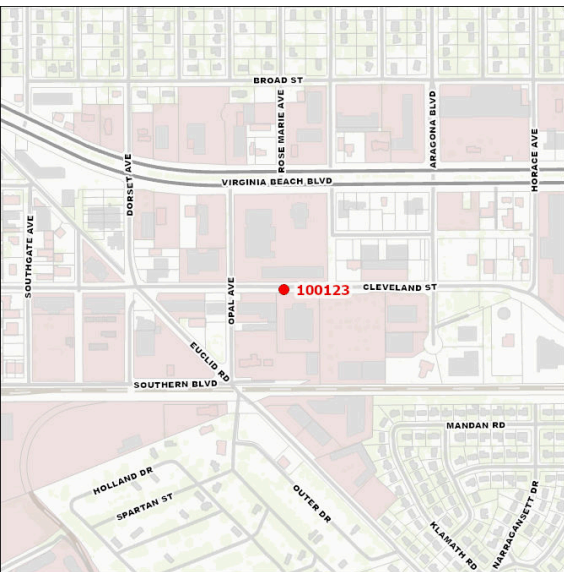 BROAD ST
ROSE MARIE AVE
ARAGONA BLVD
HORACE AVE
DORSET AVE
VIRGINIA BEACH BLVD
SOUTHGATE AVE
OPAL AVE
100123
CLEVELAND ST
EUCLID RD
SOUTHERN BLVD
MANDAN RD
HOLLAND DR
SPARTAN ST
OUTER DR
KLAMATH RD
NARRAGANSETT DR